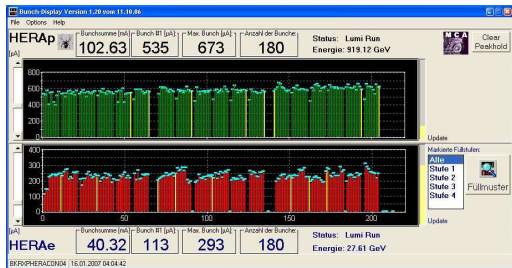 Bunch-Display Version 1.20 vom 11.10.06
File Options Help
HERAp
Bunchsumme [mA]: 102.63
Bunch #1 [µA]: 535
Max. Bunch [µA]: 673
Anzahl der Bunche: 180
Status: Lumi Run
Energie: 919.12 GeV
MCA
Clear Peakhold
[µA]
800
600
400
200
0
Update:
400
300
200
100
0
0 50 100 150 200
Markierte Füllstufen:
Alle
Stufe 1
Stufe 2
Stufe 3
Stufe 4
Füllmuster
Update:
[µA]
HERAe
Bunchsumme [mA]: 40.32
Bunch #1 [µA]: 113
Max. Bunch [µA]: 293
Anzahl der Bunche: 180
Status: Lumi Run
Energie: 27.61 GeV
BKRXPHERACON04 16.01.2007 04:04:42